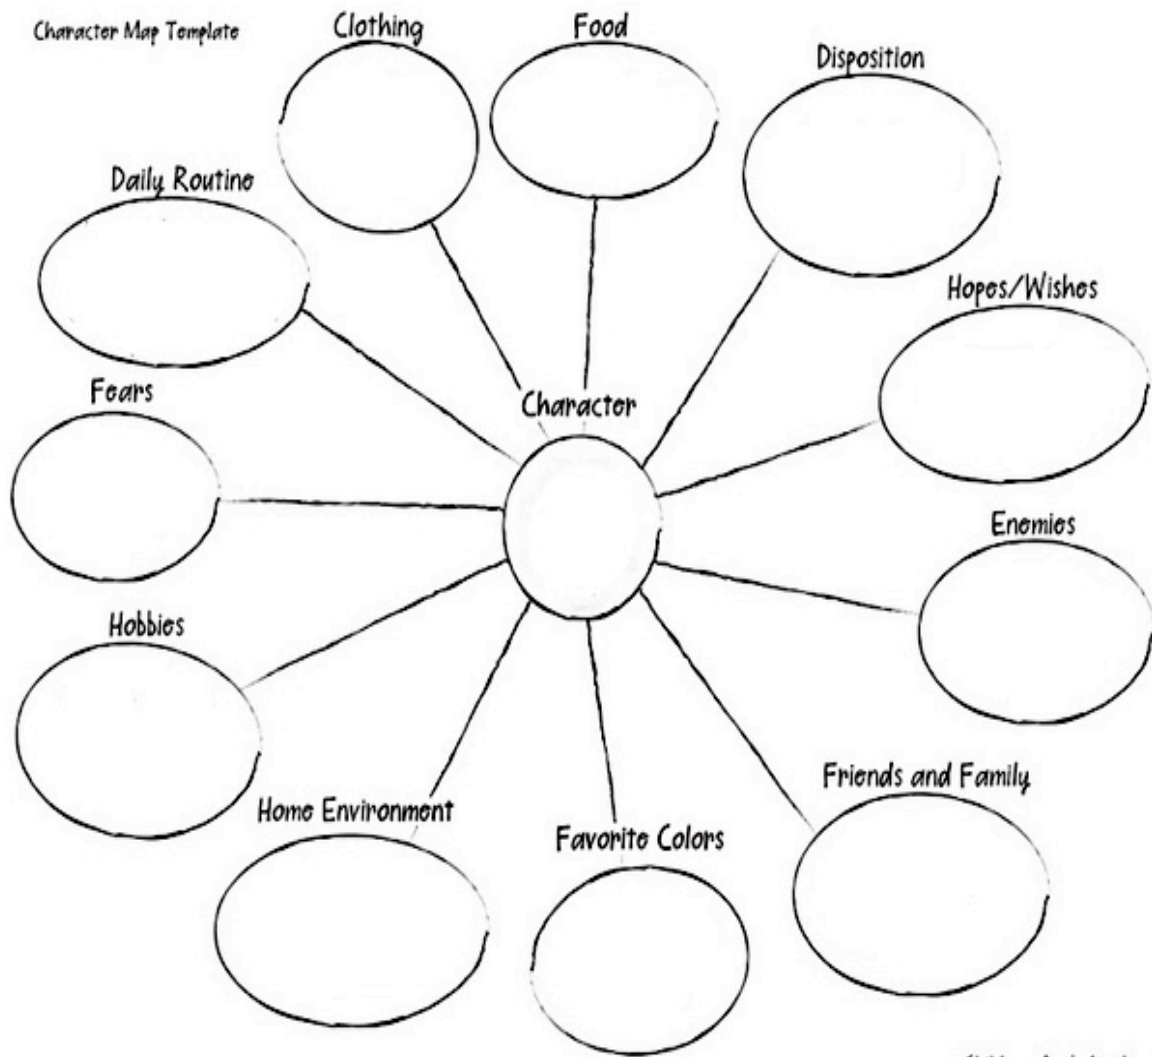 Character Map Template
Clothing
Food
Disposition
Daily Routine
Hopes/Wishes
Fears
Character
Enemies
Hobbies
Friends and Family
Home Environment
Favorite Colors